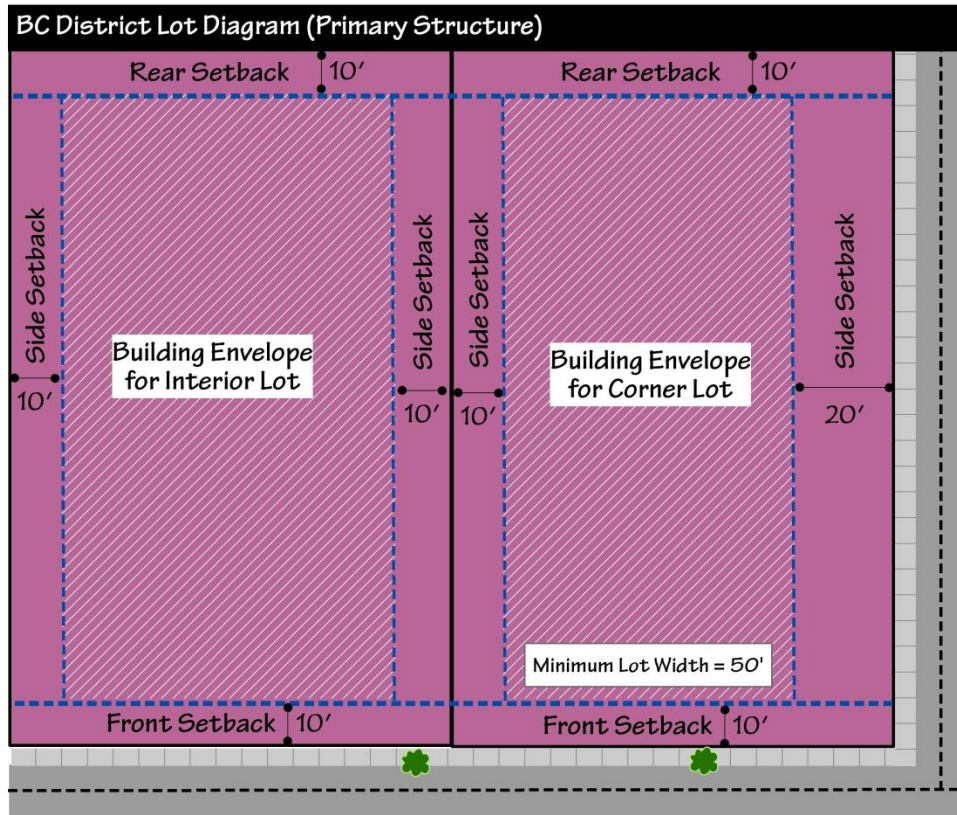 BC District Lot Diagram (Primary Structure)
Rear Setback 10'
Rear Setback 10'
Side Setback
10'
Building Envelope
for Interior Lot
Side Setback
10'
Side Setback
10'
Building Envelope
for Corner Lot
Side Setback
20'
Minimum Lot Width = 50'
Front Setback 10'
Front Setback 10'